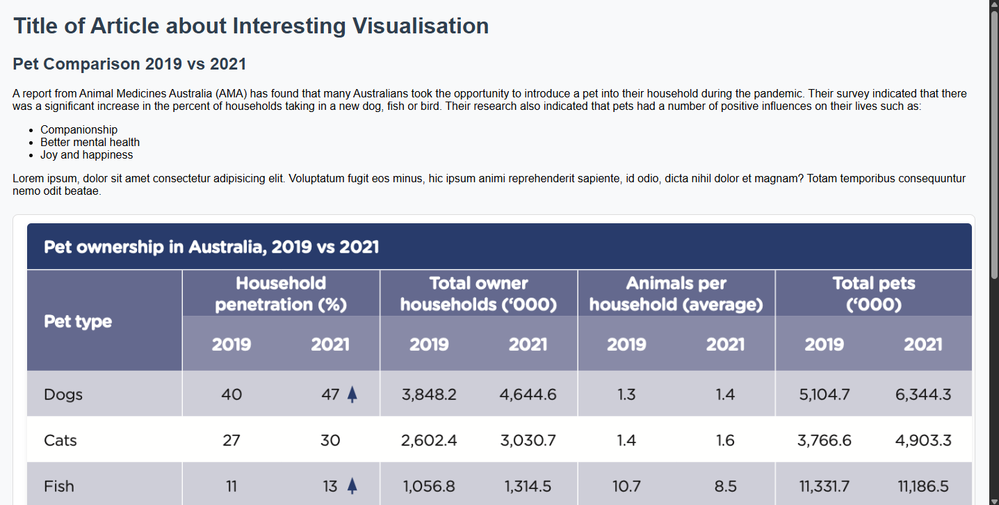 Title of Article about Interesting Visualisation
Pet Comparison 2019 vs 2021
A report from Animal Medicines Australia (AMA) has found that many Australians took the opportunity to introduce a pet into their household during the pandemic. Their survey indicated that there
was a significant increase in the percent of households taking in a new dog, fish or bird. Their research also indicated that pets had a number of positive influences on their lives such as:
• Companionship
• Better mental health
• Joy and happiness
Lorem ipsum, dolor sit amet consectetur adipisicing elit. Voluptatum fugit eos minus, hic ipsum animi reprehenderit sapiente, id odio, dicta nihil dolor et magnam? Totam temporibus consequuntur
nemo odit beatae.
Pet ownership in Australia, 2019 vs 2021
Pet type
Household
penetration (%)
Total owner
households (‘000)
Animals per
household (average)
Total pets
(‘000)
2019 2021 2019 2021 2019 2021 2019 2021
Dogs 40 47 3,848.2 4,644.6 1.3 1.4 5,104.7 6,344.3
Cats 27 30 2,602.4 3,030.7 1.4 1.6 3,766.6 4,903.3
Fish 11 13 1,056.8 1,314.5 10.7 8.5 11,331.7 11,186.5